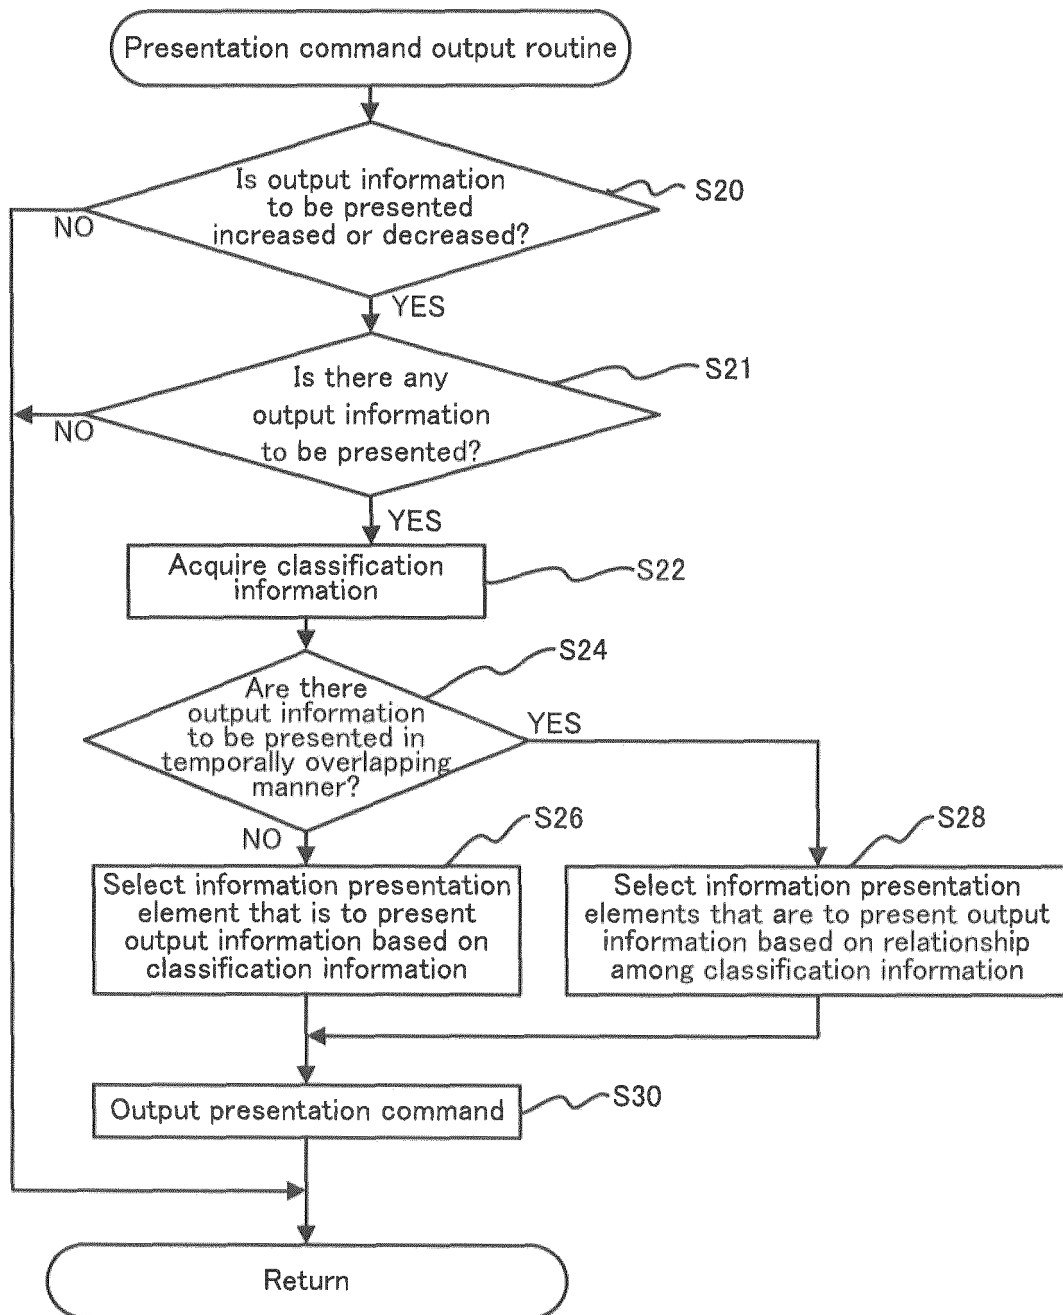 Presentation command output routine
Is output information
to be presented
increased or decreased?
S20
NO
YES
Is there any
output information
to be presented?
S21
NO
YES
Acquire classification
information
S22
Are there
output information
to be presented in
temporally overlapping
manner?
S24
YES
NO
S26
Select information presentation
element that is to present
output information based on
classification information
S28
Select information presentation
elements that are to present output
information based on relationship
among classification information
Output presentation command
S30
Return